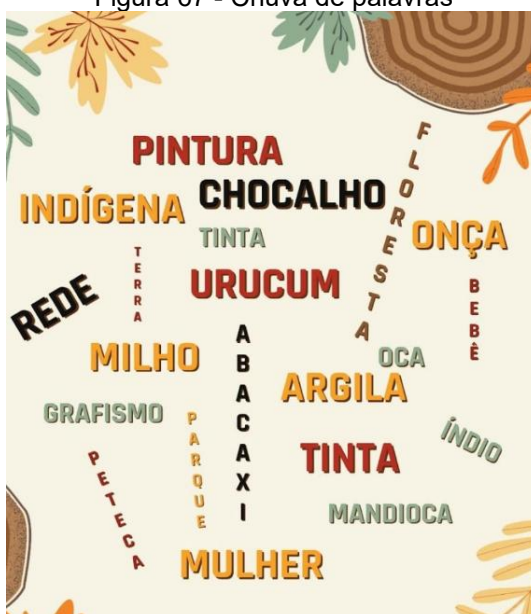 Figura 67 - Chuva de palavras
PINTURA
FLORESTA
CHOCALHO
INDÍGENA
ONÇA
TINTA
TERRA
URUCUM
BEBÊ
REDE
ABACAXI
MILHO
OCA
ARGILA
GRAFISMO
PARQUE
ÍNDIO
TINTA
PETECA
MANDIOCA
MULHER